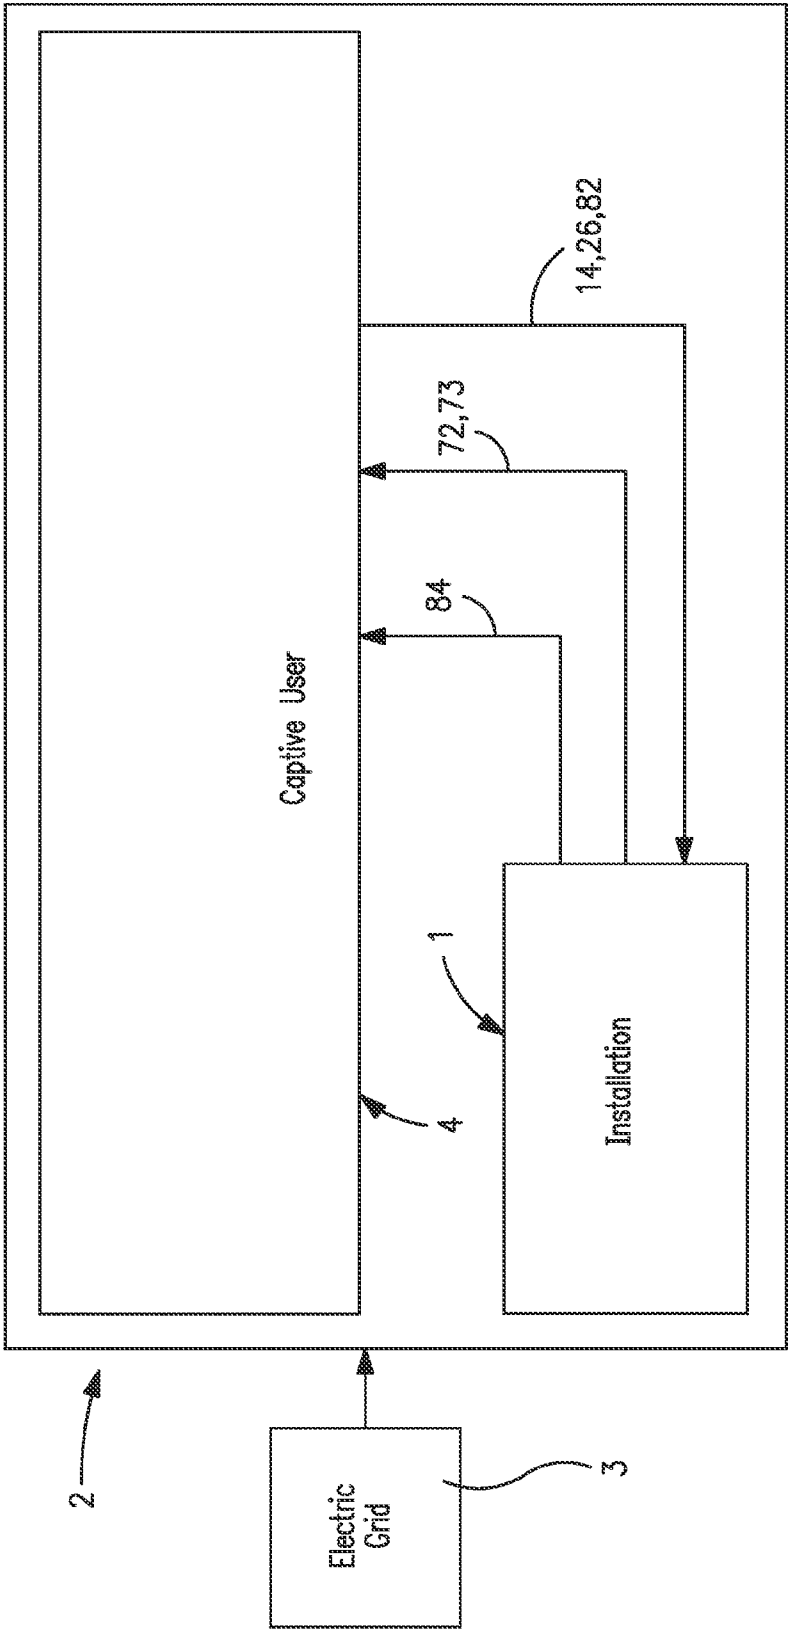 2
Electric
Grid
3
Captive User
4
1
Installation
84
72,73
14,26,82